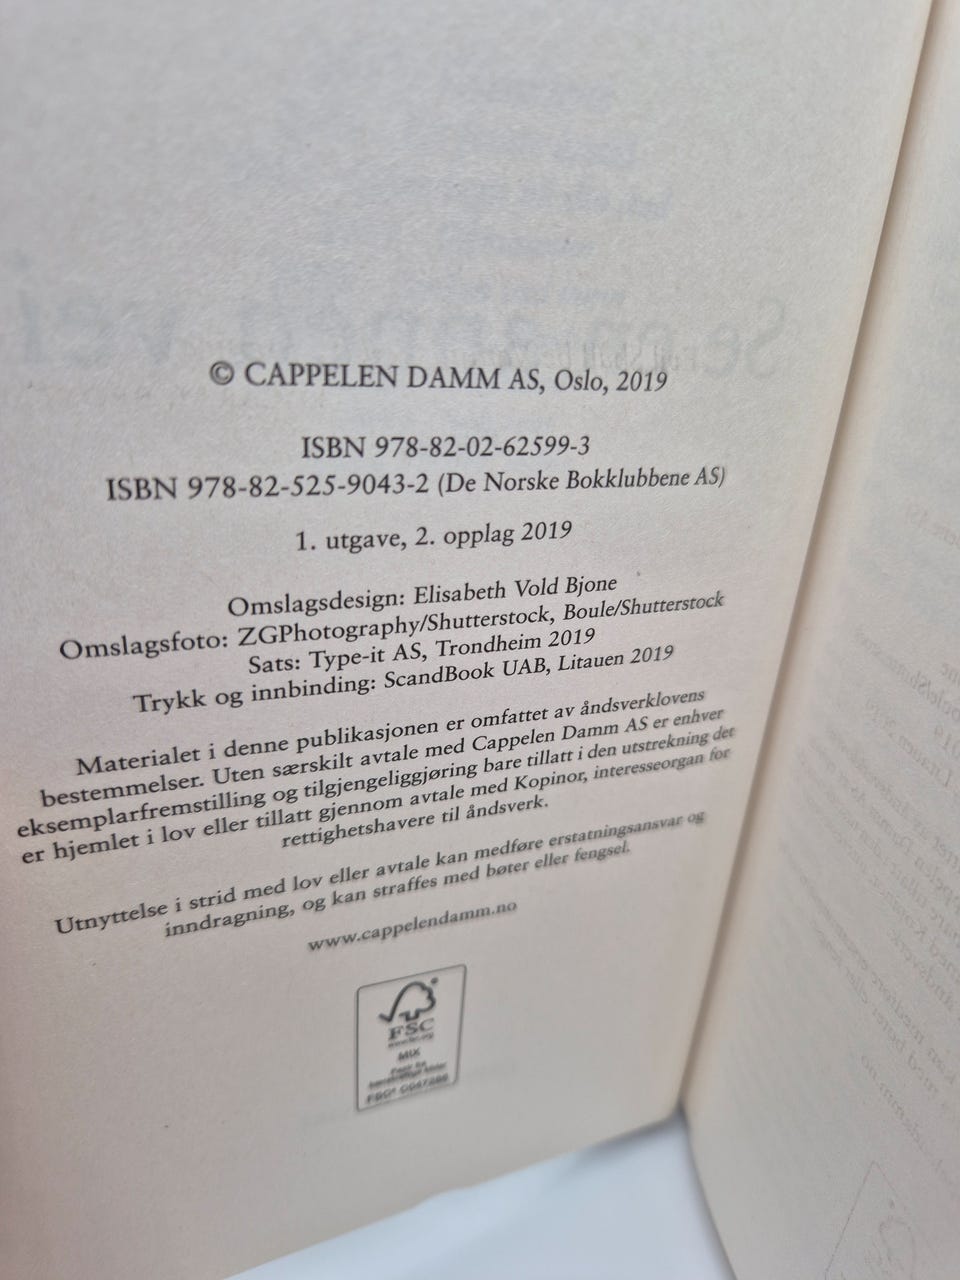 © CAPPELEN DAMM AS, Oslo, 2019
ISBN 978-82-02-62599-3
ISBN 978-82-525-9043-2 (De Norske Bokklubbene AS)
1. utgave, 2. opplag 2019
Omslagsdesign: Elisabeth Vold Bjone
Omslagsfoto: ZGPhotography/Shutterstock, Boule/Shutterstock
Sats: Type-it AS, Trondheim 2019
Trykk og innbinding: ScandBook UAB, Litauen 2019
Materialet i denne publikasjonen er omfattet av åndsverklovens
bestemmelser. Uten særskilt avtale med Cappelen Damm AS er enhver
eksemplarfremstilling og tilgjengeliggjøring bare tillatt i den utstrekning det
er hjemlet i lov eller tillatt gjennom avtale med Kopinor, interesseorgan for
rettighetshavere til åndsverk.
Utnyttelse i strid med lov eller avtale kan medføre erstatningsansvar og
inndragning, og kan straffes med bøter eller fengsel.
www.cappelendamm.no
FSC
MIX